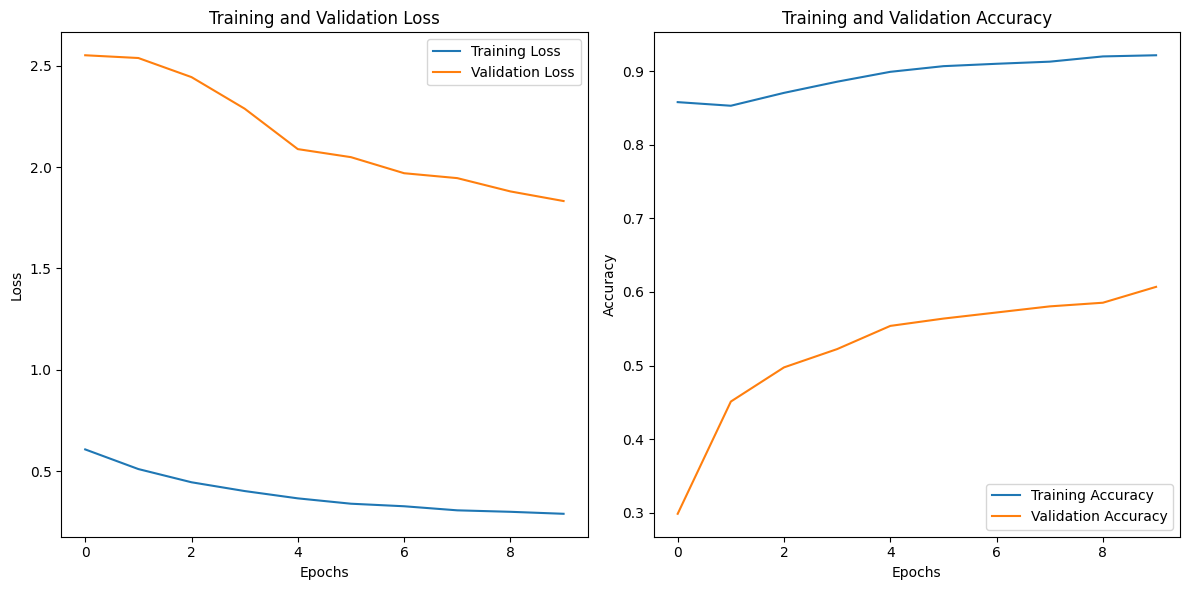 Training and Validation Loss
Training Loss
Validation Loss
2.5
2.0
1.5
1.0
0.5
Loss
0 2 4 6 8
Epochs
Training and Validation Accuracy
0.9
0.8
0.7
0.6
0.5
0.4
0.3
Accuracy
Training Accuracy
Validation Accuracy
0 2 4 6 8
Epochs